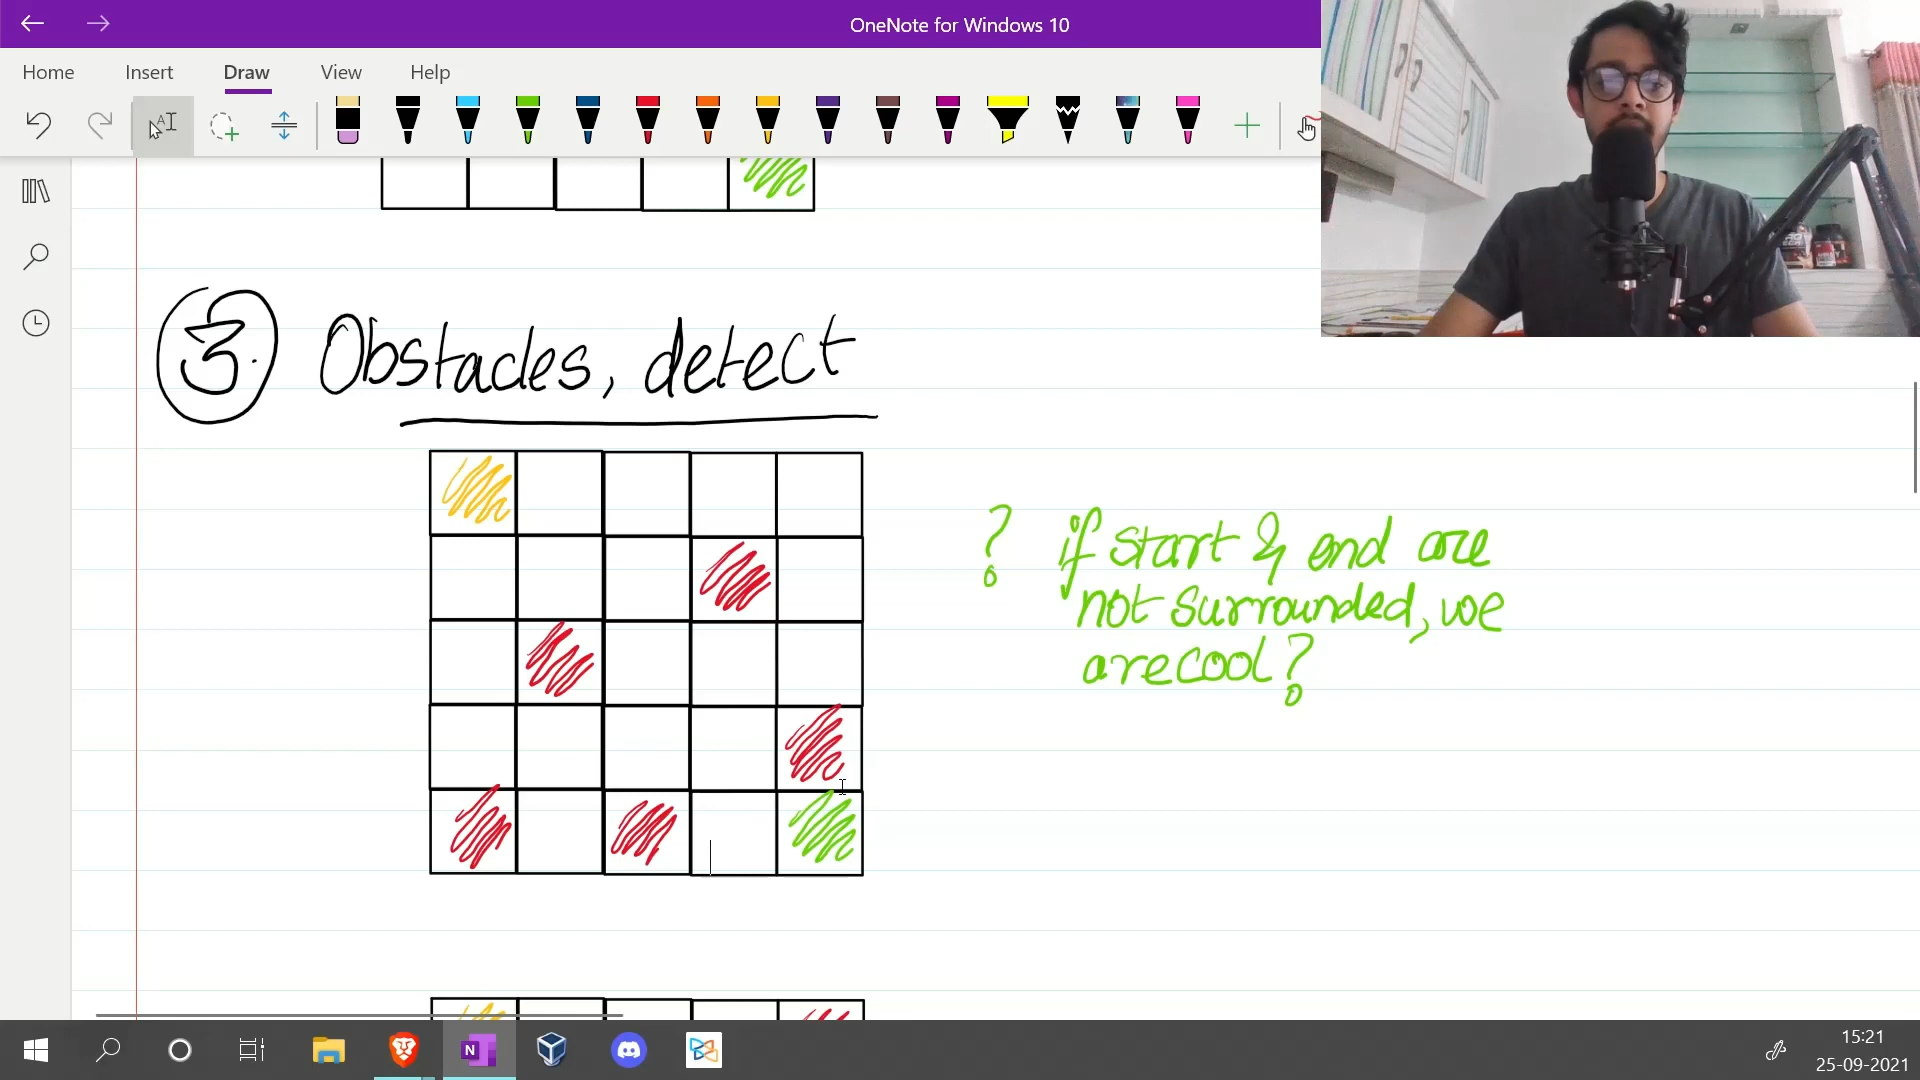 OneNote for Windows 10
Home Insert Draw View Help
3. Obstacles, detect
? if start & end are
not surrounded, we
are cool?
N
15:21
25-09-2021